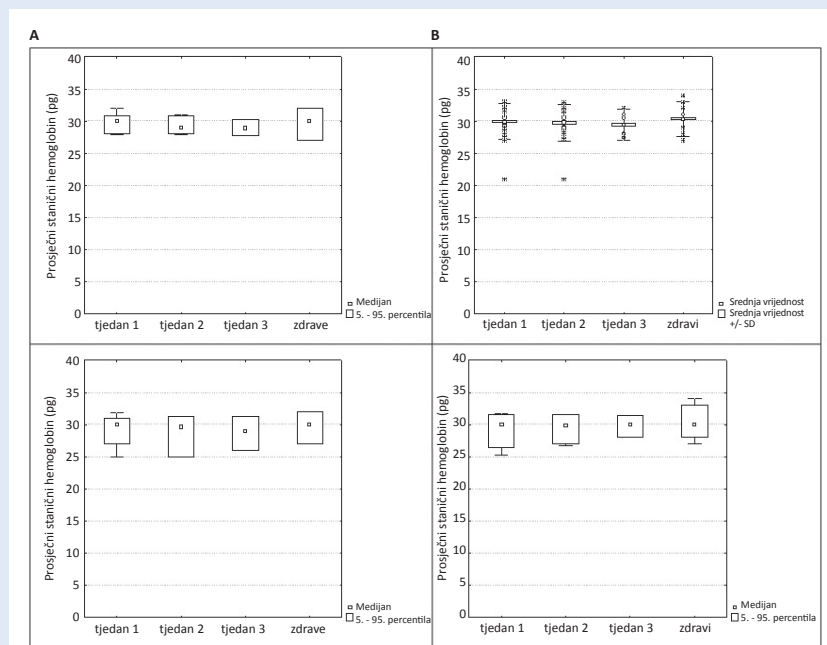 A
B
Prosječni stanični hemoglobin (pg)
40
35
30
25
20
15
10
5
0
tjedan 1 tjedan 2 tjedan 3 zdrave
Medijan
5. - 95. percentila
Prosječni stanični hemoglobin (pg)
40
35
30
25
20
15
10
5
0
tjedan 1 tjedan 2 tjedan 3 zdravi
Srednja vrijednost
Srednja vrijednost
+/- SD
Prosječni stanični hemoglobin (pg)
40
35
30
25
20
15
10
5
0
tjedan 1 tjedan 2 tjedan 3 zdrave
Medijan
5. - 95. percentila
Prosječni stanični hemoglobin (pg)
40
35
30
25
20
15
10
5
0
tjedan 1 tjedan 2 tjedan 3 zdravi
Medijan
5. - 95. percentila